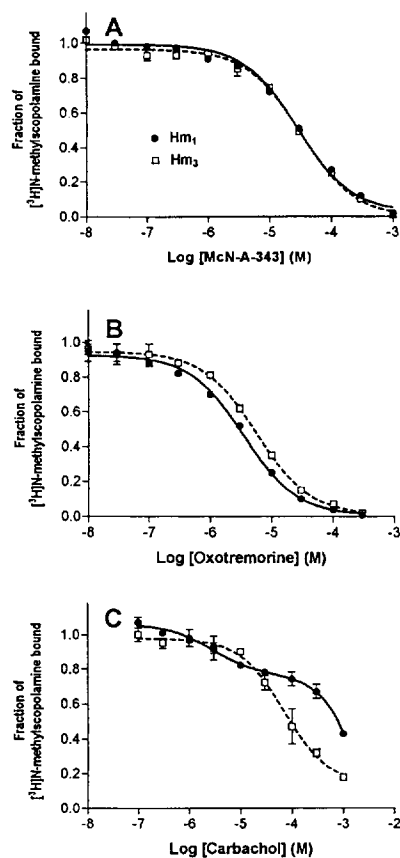 A
Fraction of
[³H]N-methylscopolamine bound
1.0
0.8
0.6
0.4
0.2
0.0
Hm₁
Hm₃
-8
-7
-6
-5
-4
-3
Log [McN-A-343] (M)
B
Fraction of
[³H]N-methylscopolamine bound
1.0
0.8
0.6
0.4
0.2
0.0
-8
-7
-6
-5
-4
-3
Log [Oxotremorine] (M)
C
Fraction of
[³H]N-methylscopolamine bound
1.0
0.8
0.6
0.4
0.2
0.0
-8
-7
-6
-5
-4
-3
-2
Log [Carbachol] (M)